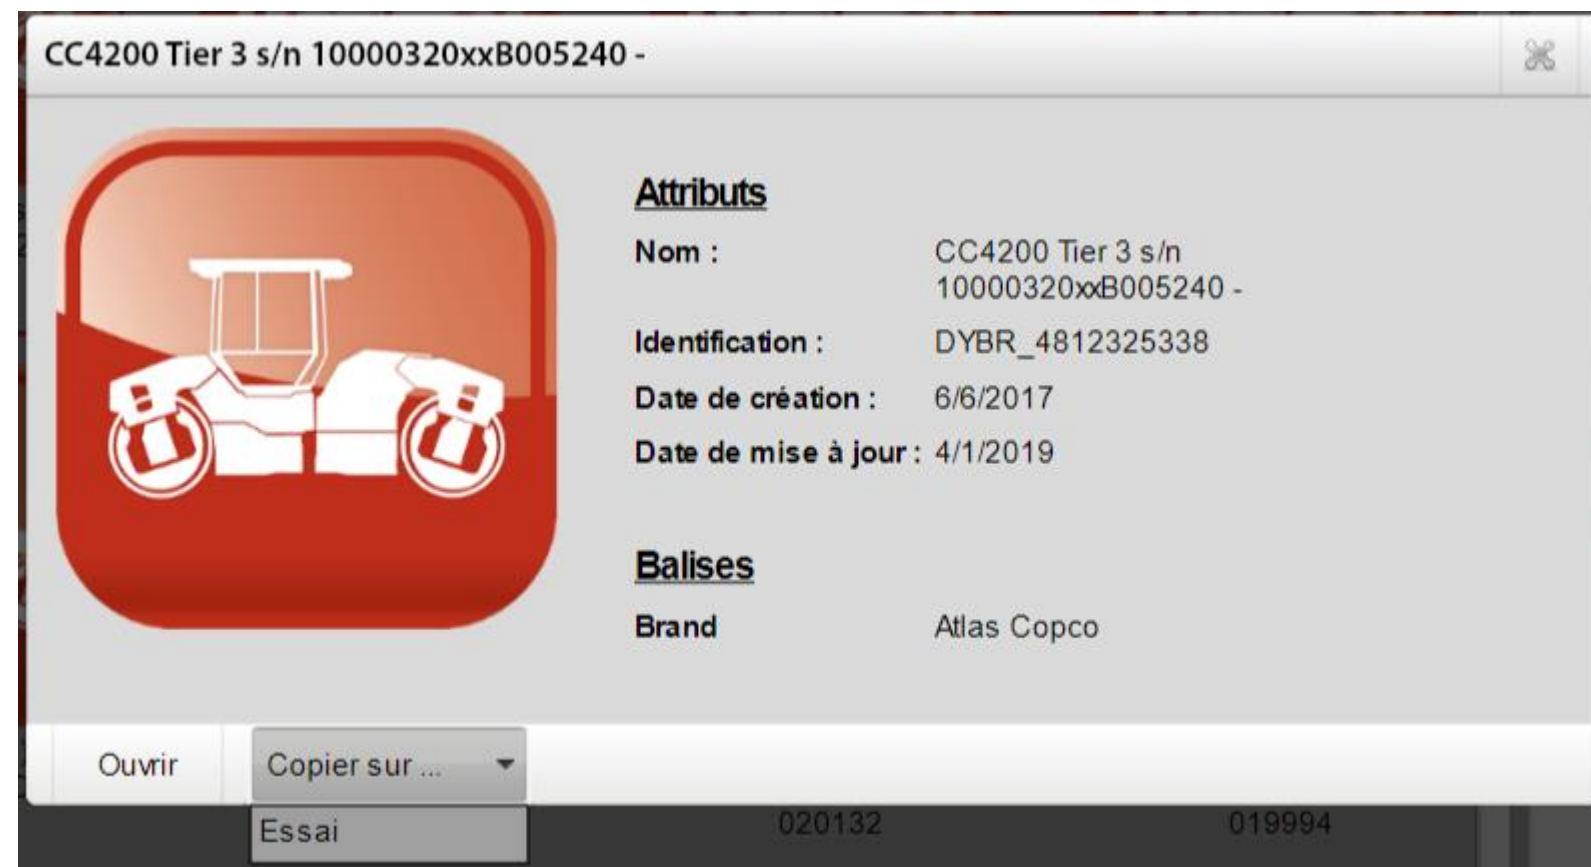 CC4200 Tier 3 s/n 10000320xxB005240 -
Attributs
Nom : CC4200 Tier 3 s/n
10000320xxB005240 -
Identification : DYBR_4812325338
Date de création : 6/6/2017
Date de mise à jour : 4/1/2019
Balises
Brand Atlas Copco
Ouvrir Copier sur ...
Essai 020132 019994